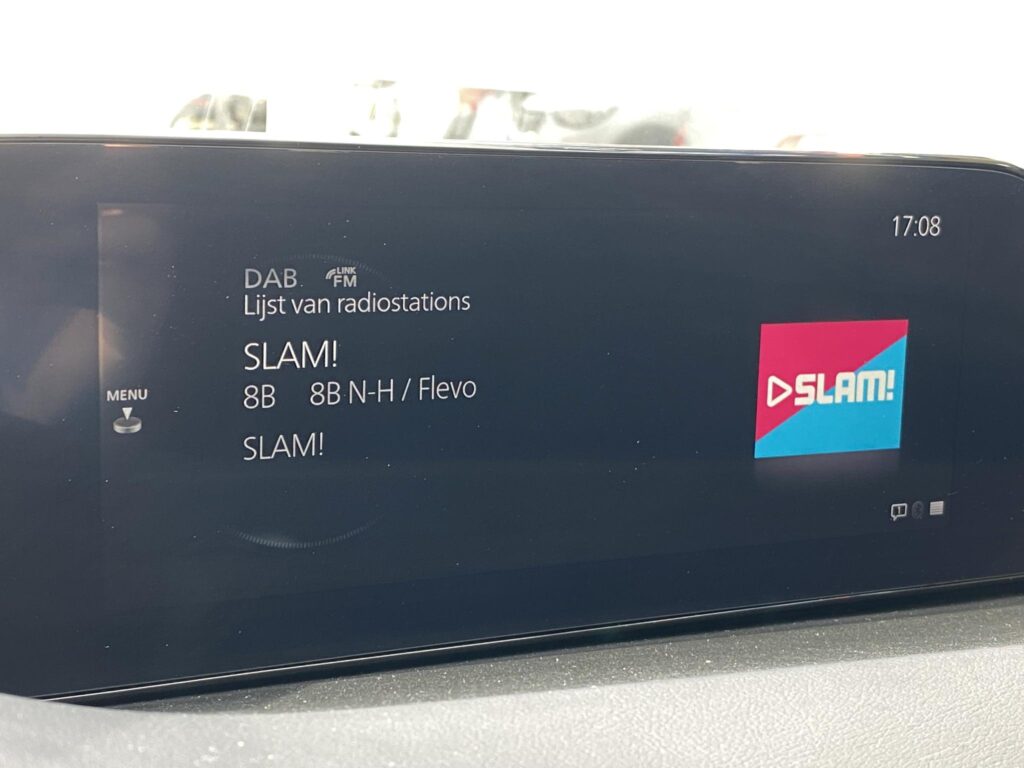 17:08
DAB LINK FM
Lijst van radiostations
SLAM!
8B 8B N-H / Flevo
SLAM!
MENU
SLAM!